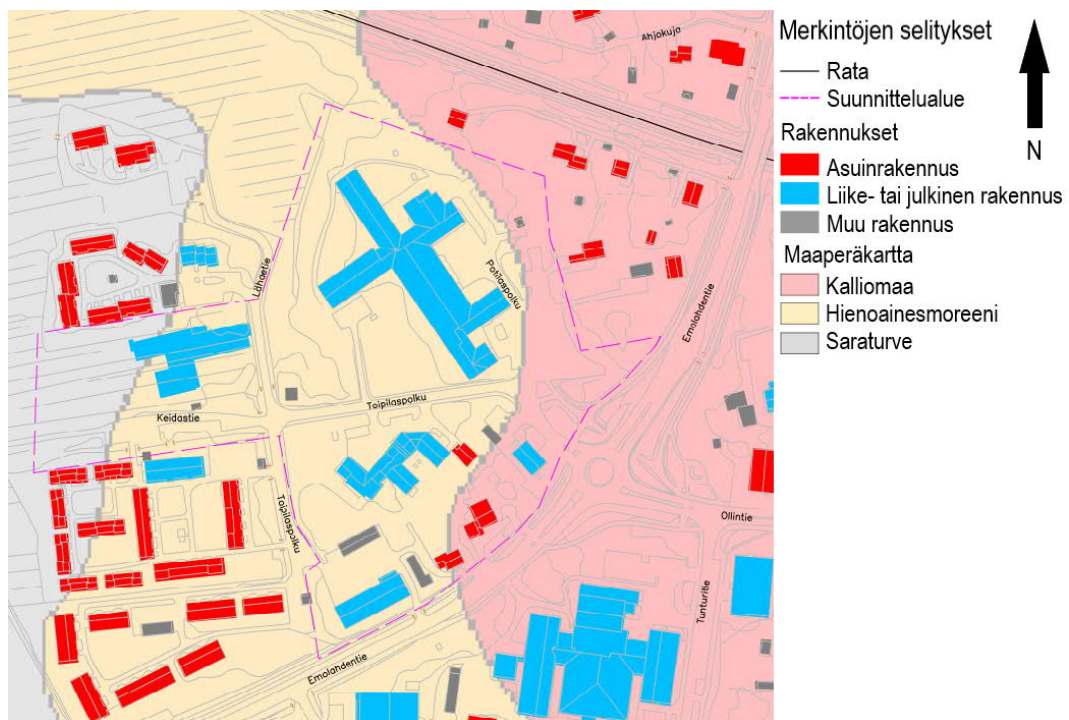 Merkintöjen selitykset
Rata
Suunnittelualue
Rakennukset
Asuinrakennus
Liike- tai julkinen rakennus
Muu rakennus
Maaperäkartta
Kalliomaa
Hienoainesmoreeni
Saraturve
N
Ahjokuja
Lähdetie
Potilaspolku
Emolahdentie
Toipilaspolku
Keidastie
Toipilaspolku
Ollintie
Tunturitie
Emolahdentie